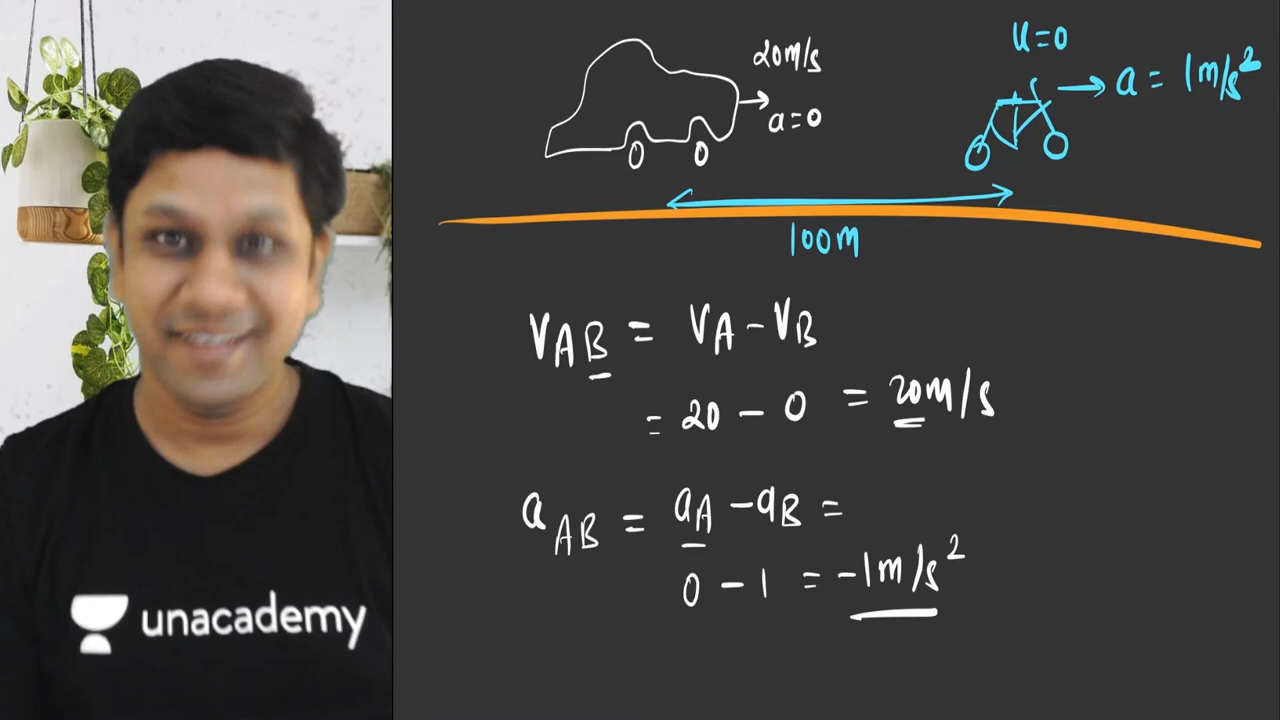 20m/s
a=0
u=0
a = 1m/s²
100m
VAB = VA-VB
= 20 - 0 = 20m/s
aAB = aA - aB =
0 - 1 = -1m/s²
unacademy